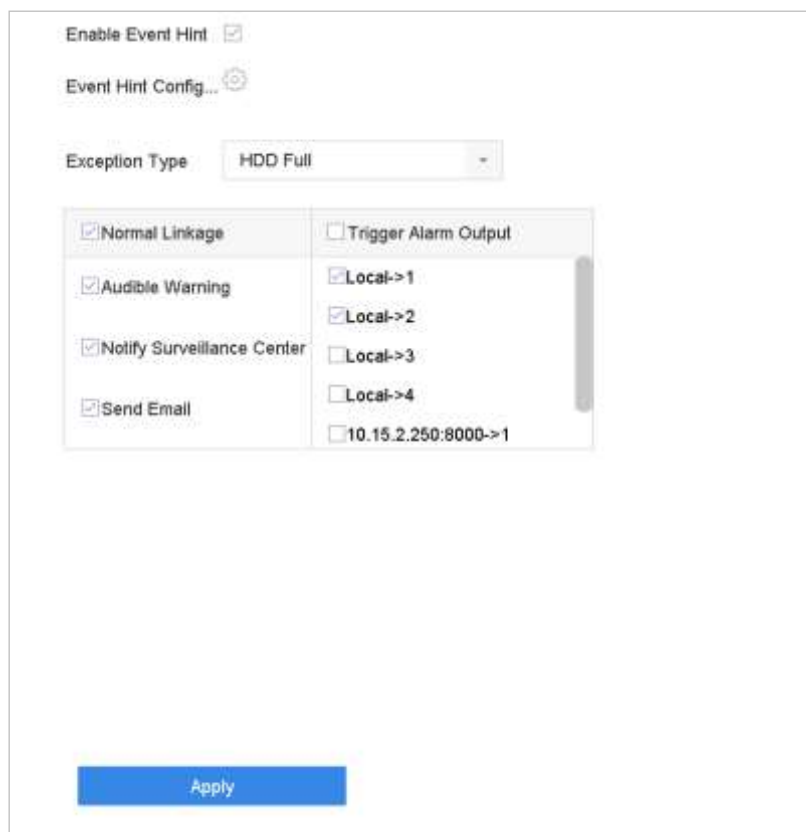 Enable Event Hint
Event Hint Config...
Exception Type HDD Full
Normal Linkage Trigger Alarm Output
Audible Warning
Notify Surveillance Center
Send Email
Local->1
Local->2
Local->3
Local->4
10.15.2.250:8000->1
Apply